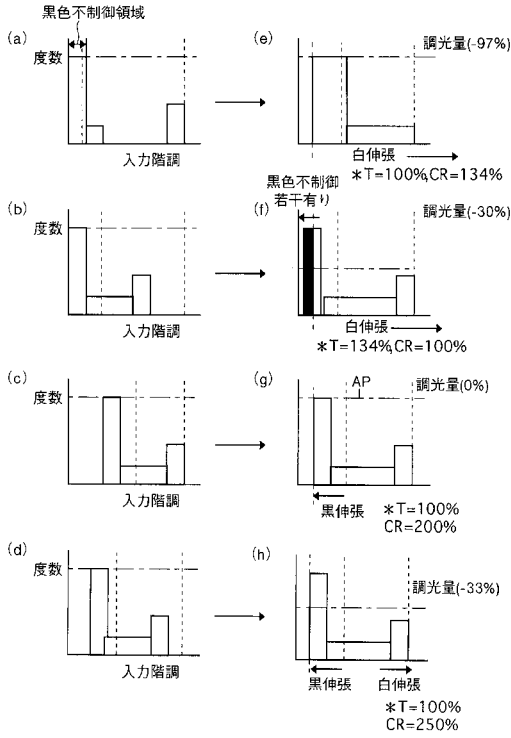 黒色不制御領域
(a)
度数
入力階調
(e)
調光量(-97%)
白伸張
*T=100%,CR=134%
(b)
度数
入力階調
黒色不制御
若干有り
(f)
調光量(-30%)
白伸張
*T=134%,CR=100%
(c)
度数
入力階調
(g)
AP
調光量(0%)
黒伸張
*T=100%
CR=200%
(d)
度数
入力階調
(h)
調光量(-33%)
黒伸張
白伸張
*T=100%
CR=250%